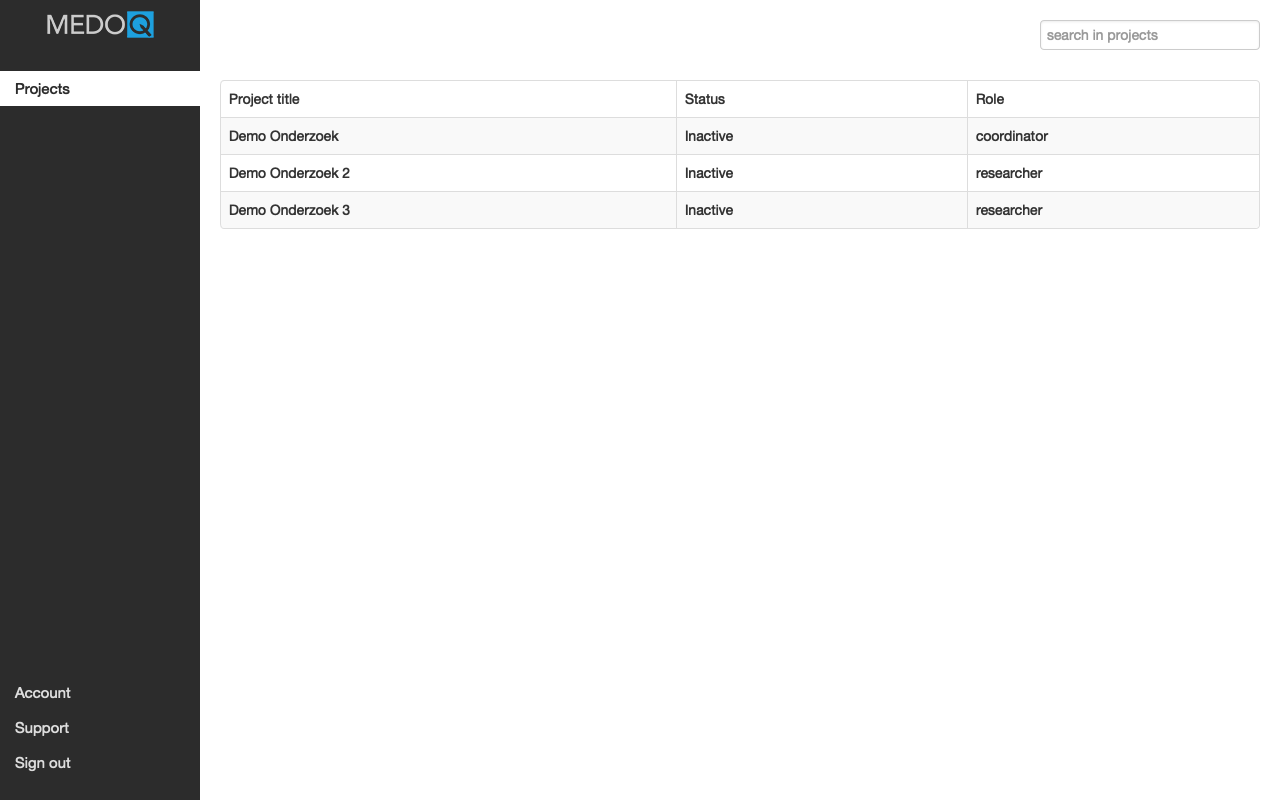 MEDOQ
search in projects
Projects
Project title Status Role
Demo Onderzoek Inactive coordinator
Demo Onderzoek 2 Inactive researcher
Demo Onderzoek 3 Inactive researcher
Account
Support
Sign out